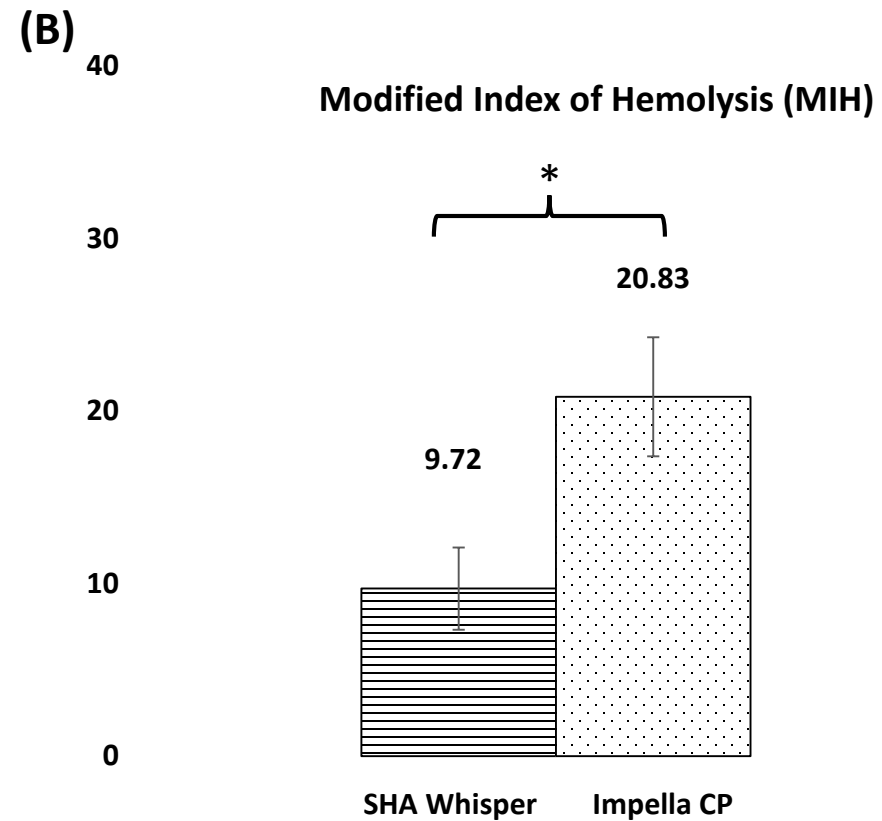 (B)
40
Modified Index of Hemolysis (MIH)
*
30
20.83
20
9.72
10
0
SHA Whisper Impella CP